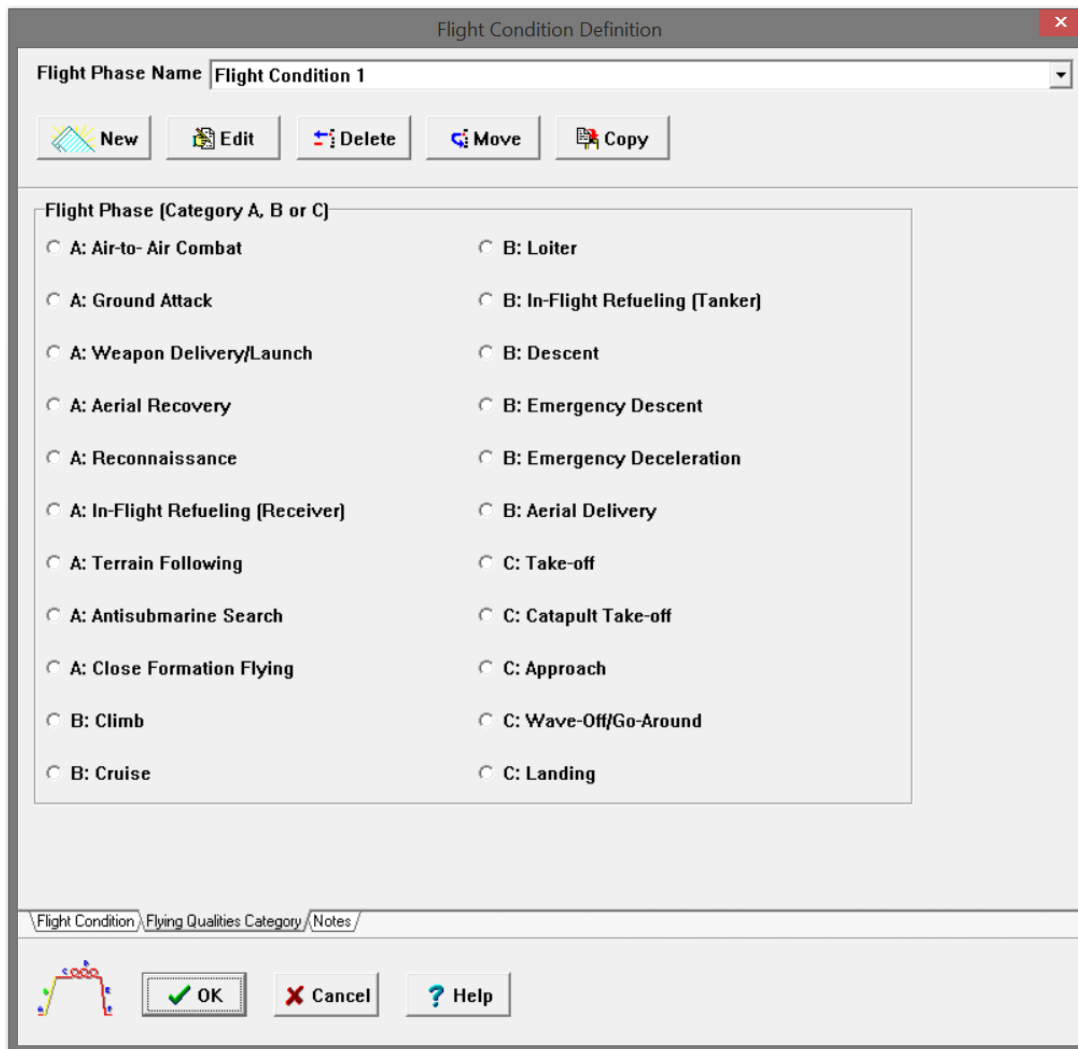 Flight Condition Definition
Flight Phase Name Flight Condition 1
New Edit Delete Move Copy
Flight Phase (Category A, B or C)
A: Air-to- Air Combat
A: Ground Attack
A: Weapon Delivery/Launch
A: Aerial Recovery
A: Reconnaissance
A: In-Flight Refueling (Receiver)
A: Terrain Following
A: Antisubmarine Search
A: Close Formation Flying
B: Climb
B: Cruise
B: Loiter
B: In-Flight Refueling (Tanker)
B: Descent
B: Emergency Descent
B: Emergency Deceleration
B: Aerial Delivery
C: Take-off
C: Catapult Take-off
C: Approach
C: Wave-Off/Go-Around
C: Landing
Flight Condition Flying Qualities Category Notes
OK Cancel Help